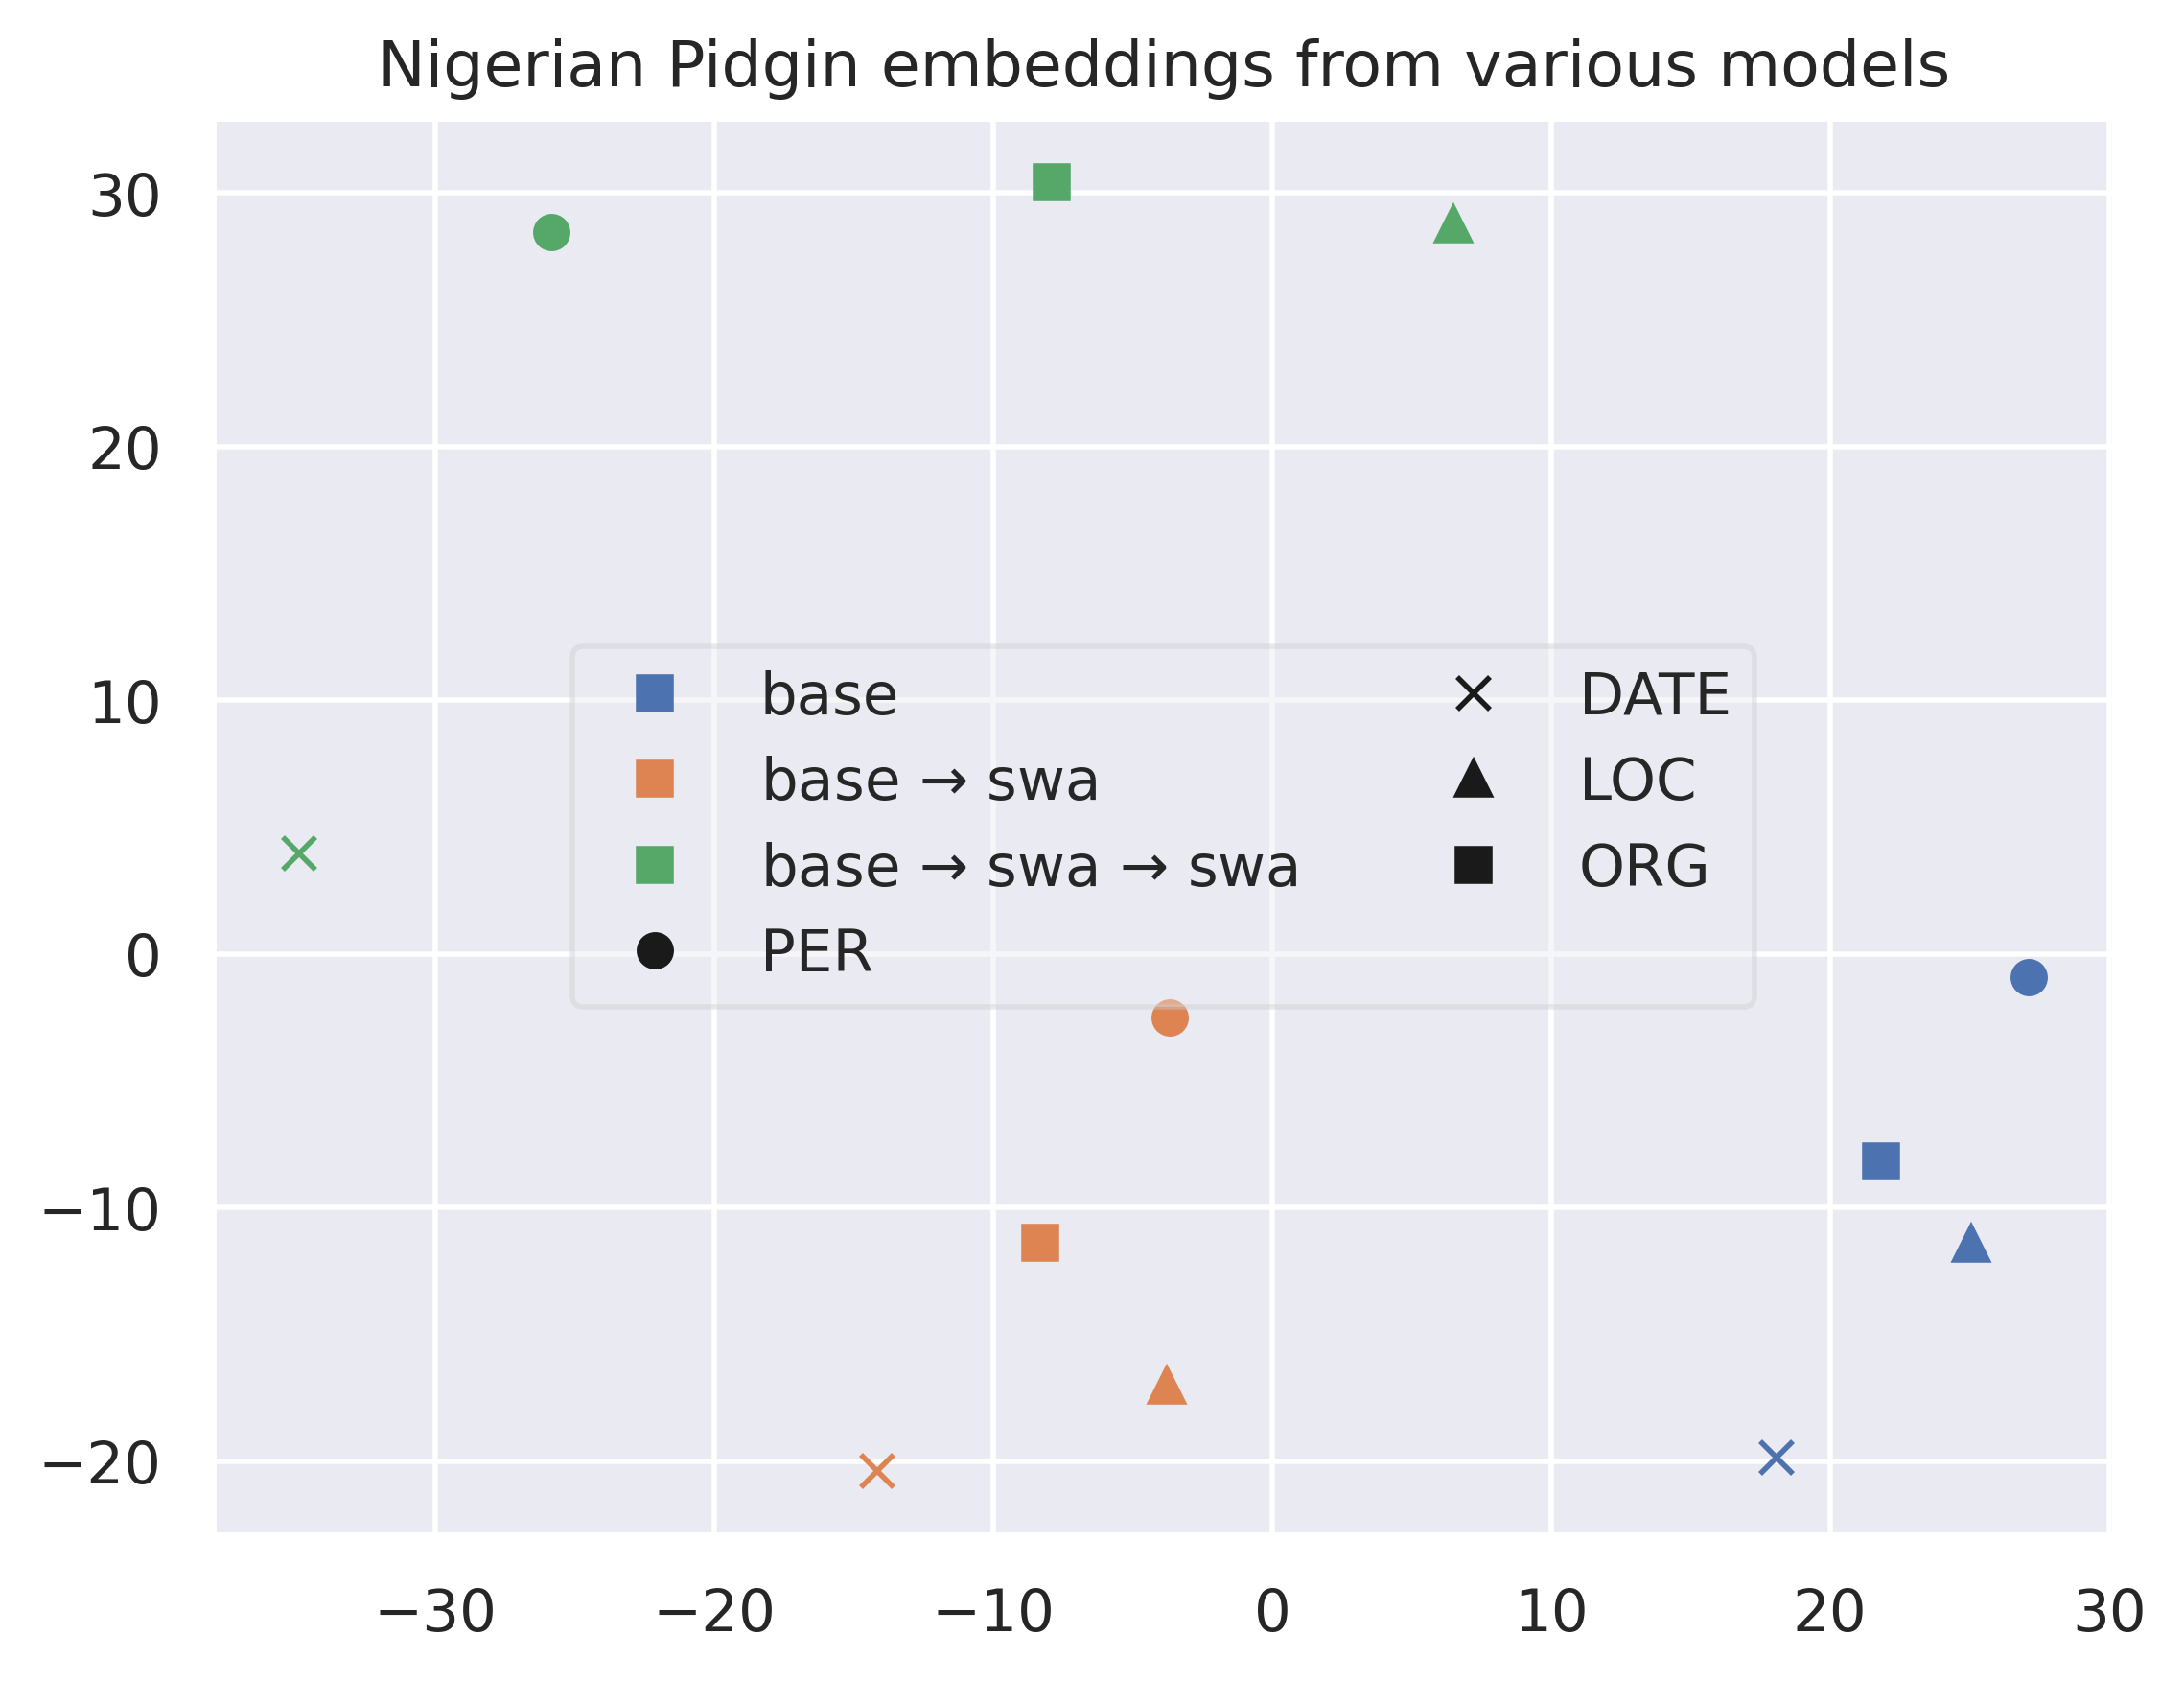 Nigerian Pidgin embeddings from various models
30
20
10
0
−10
−20
base
base → swa
base → swa → swa
PER
DATE
LOC
ORG
−30 −20 −10 0 10 20 30